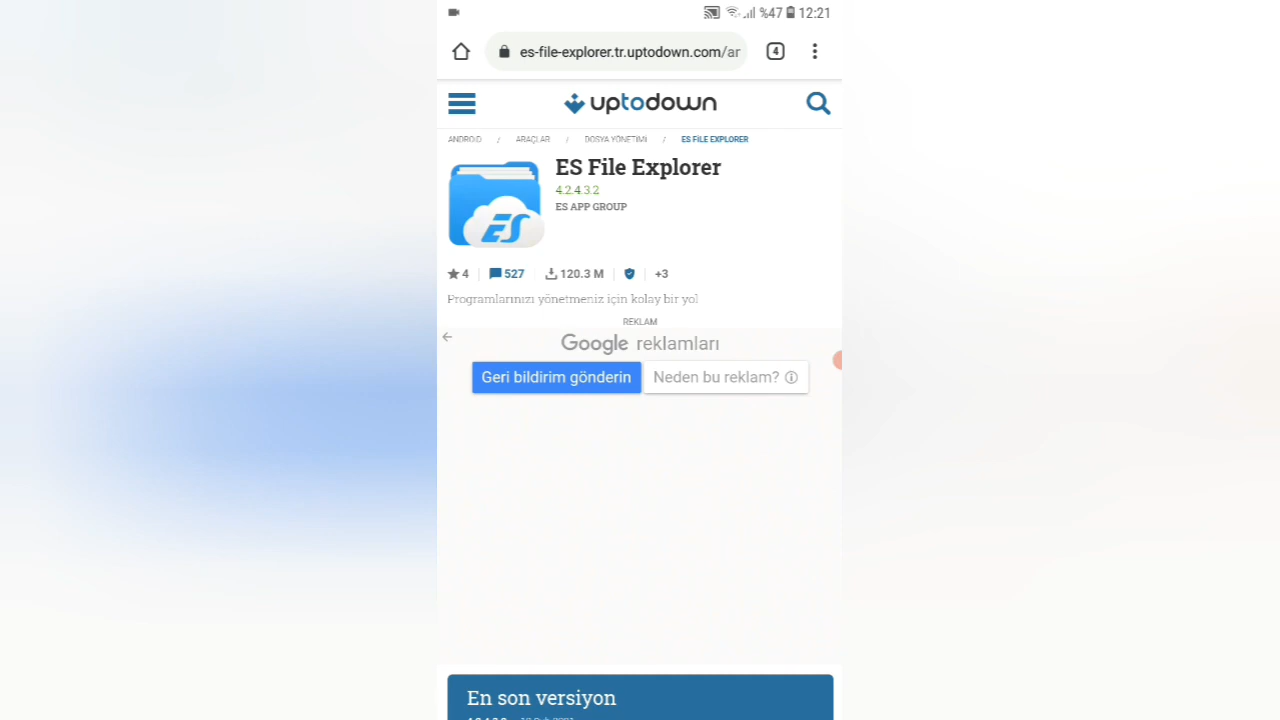 %47 12:21
es-file-explorer.tr.uptodown.com/ar 4
uptodown
ANDROID / ARAÇLAR / DOSYA YÖNETIMI / ES FILE EXPLORER
ES File Explorer
4.2.4.3.2
ES APP GROUP
ES
4 527 120.3 M +3
Programlarınızı yönetmeniz için kolay bir yol
REKLAM
Google reklamları
Geri bildirim gönderin Neden bu reklam?
En son versiyon